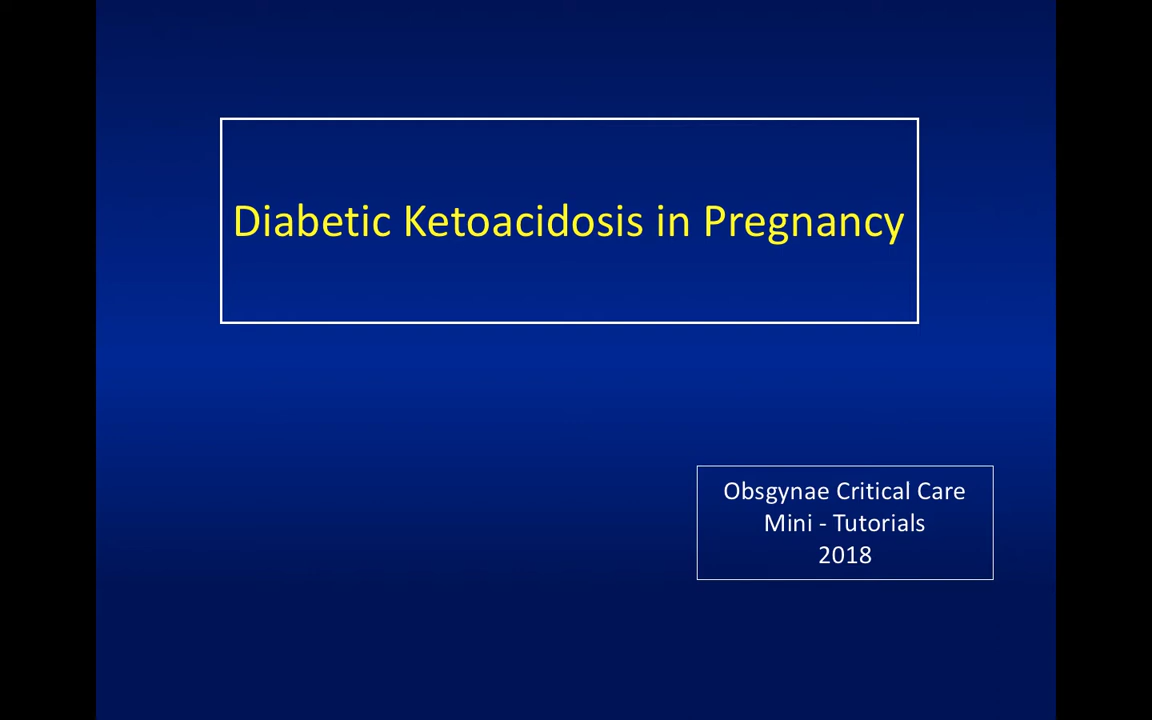 Diabetic Ketoacidosis in Pregnancy
Obsgynae Critical Care
Mini - Tutorials
2018